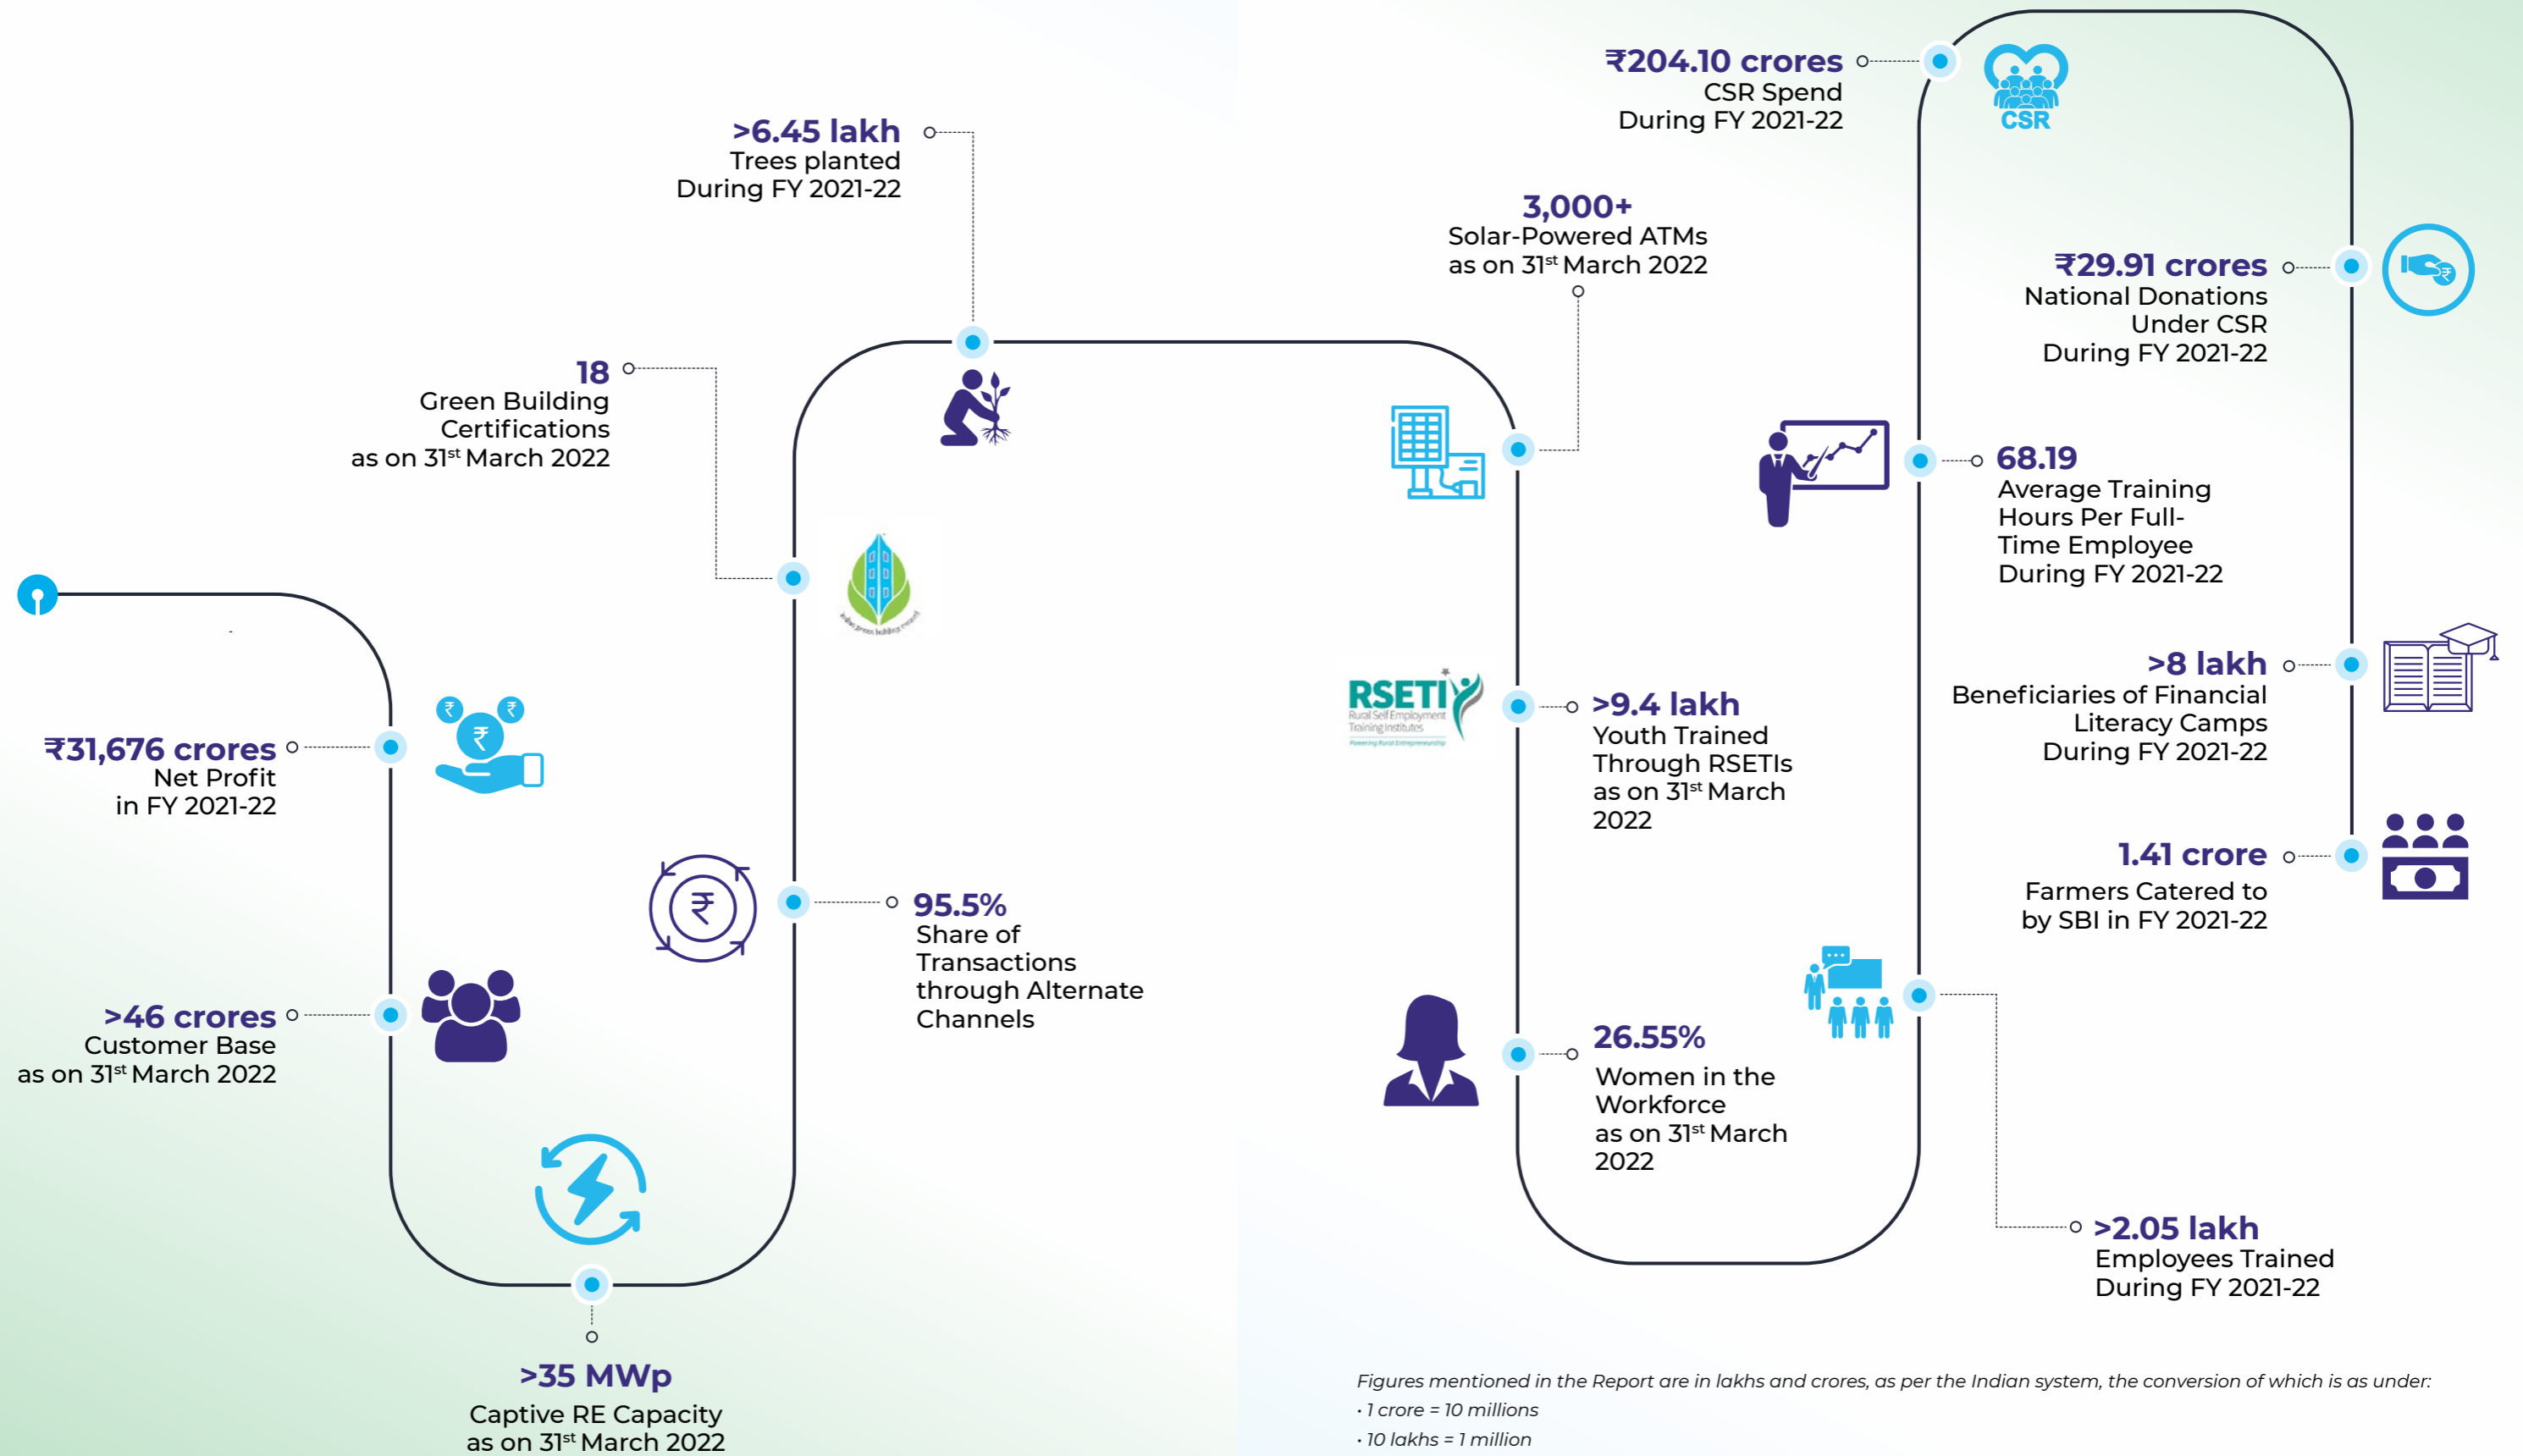 ₹31,676 crores
Net Profit
in FY 2021-22
>46 crores
Customer Base
as on 31st March 2022
>35 MWp
Captive RE Capacity
as on 31st March 2022
95.5%
Share of
Transactions
through Alternate
Channels
18
Green Building
Certifications
as on 31st March 2022
indian green building council
>6.45 lakh
Trees planted
During FY 2021-22
3,000+
Solar-Powered ATMs
as on 31st March 2022
RSETI
Rural Self Employment
Training Institutes
Powering Rural Entrepreneurship
>9.4 lakh
Youth Trained
Through RSETIs
as on 31st March
2022
26.55%
Women in the
Workforce
as on 31st March
2022
>2.05 lakh
Employees Trained
During FY 2021-22
68.19
Average Training
Hours Per Full-
Time Employee
During FY 2021-22
₹204.10 crores
CSR Spend
During FY 2021-22
CSR
₹29.91 crores
National Donations
Under CSR
During FY 2021-22
>8 lakh
Beneficiaries of Financial
Literacy Camps
During FY 2021-22
1.41 crore
Farmers Catered to
by SBI in FY 2021-22
Figures mentioned in the Report are in lakhs and crores, as per the Indian system, the conversion of which is as under:
• 1 crore = 10 millions
• 10 lakhs = 1 million